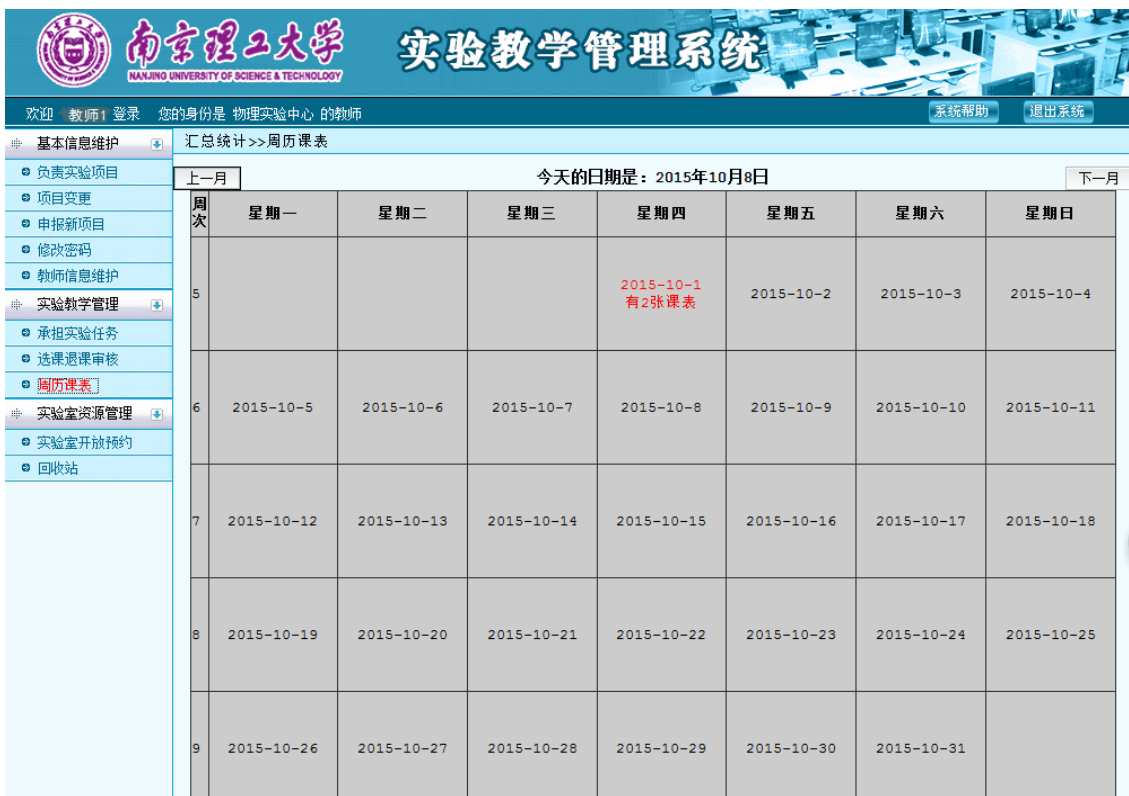 南京理工大学
NANJING UNIVERSITY OF SCIENCE & TECHNOLOGY
实验教学管理系统
欢迎 教师1 登录 您的身份是 物理实验中心 的教师 系统帮助 退出系统
基本信息维护
负责实验项目
项目变更
申报新项目
修改密码
教师信息维护
实验教学管理
承担实验任务
选课退课审核
周历课表
实验室资源管理
实验室开放预约
回收站
汇总统计>>周历课表
上一月 今天的日期是：2015年10月8日 下一月
周次 星期一 星期二 星期三 星期四 星期五 星期六 星期日
5 2015-10-1 有2张课表 2015-10-2 2015-10-3 2015-10-4
6 2015-10-5 2015-10-6 2015-10-7 2015-10-8 2015-10-9 2015-10-10 2015-10-11
7 2015-10-12 2015-10-13 2015-10-14 2015-10-15 2015-10-16 2015-10-17 2015-10-18
8 2015-10-19 2015-10-20 2015-10-21 2015-10-22 2015-10-23 2015-10-24 2015-10-25
9 2015-10-26 2015-10-27 2015-10-28 2015-10-29 2015-10-30 2015-10-31